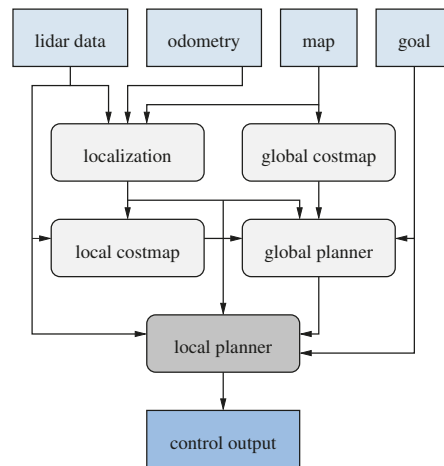 lidar data
odometry
map
goal
localization
global costmap
local costmap
global planner
local planner
control output